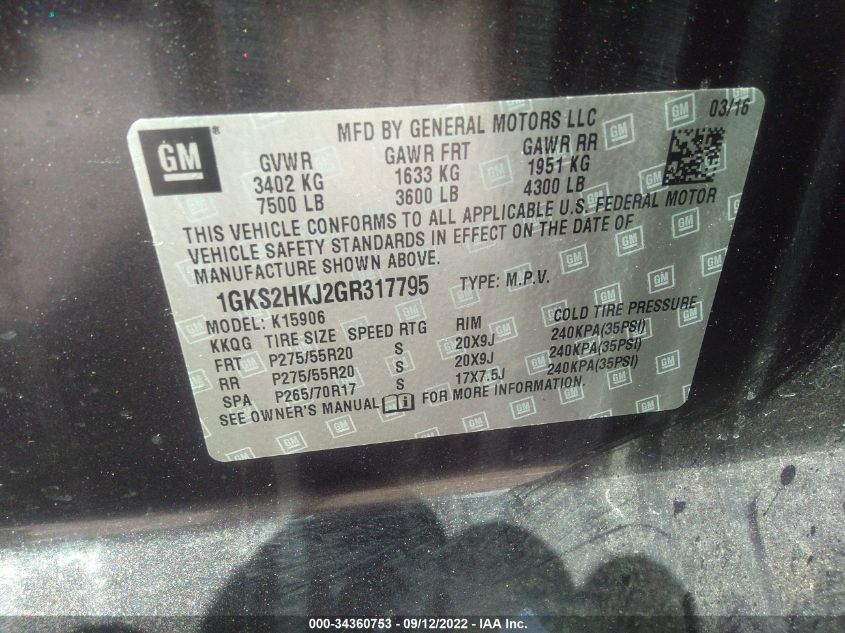 GM ®
MFD BY GENERAL MOTORS LLC 03/16
GVWR GAWR FRT GAWR RR
3402 KG 1633 KG 1951 KG
7500 LB 3600 LB 4300 LB
THIS VEHICLE CONFORMS TO ALL APPLICABLE U.S. FEDERAL MOTOR
VEHICLE SAFETY STANDARDS IN EFFECT ON THE DATE OF
MANUFACTURE SHOWN ABOVE.
1GKS2HKJ2GR317795 TYPE: M.P.V.
MODEL: K15906
KKQG TIRE SIZE SPEED RTG RIM COLD TIRE PRESSURE
FRT P275/55R20 S 20X9J 240KPA(35PSI)
RR P275/55R20 S 20X9J 240KPA(35PSI)
SPA P265/70R17 S 17X7.5J 240KPA(35PSI)
SEE OWNER'S MANUAL FOR MORE INFORMATION.
000-34360753 - 09/12/2022 - IAA Inc.